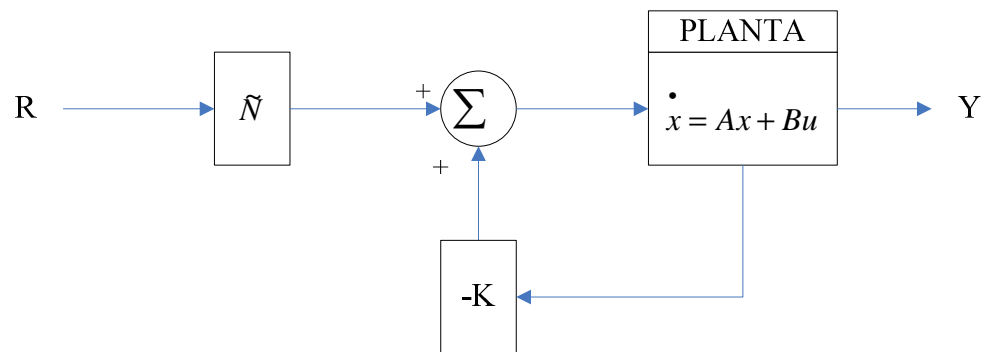 PLANTA
R
Ñ
+
∑
ẋ = Ax + Bu
Y
+
-K